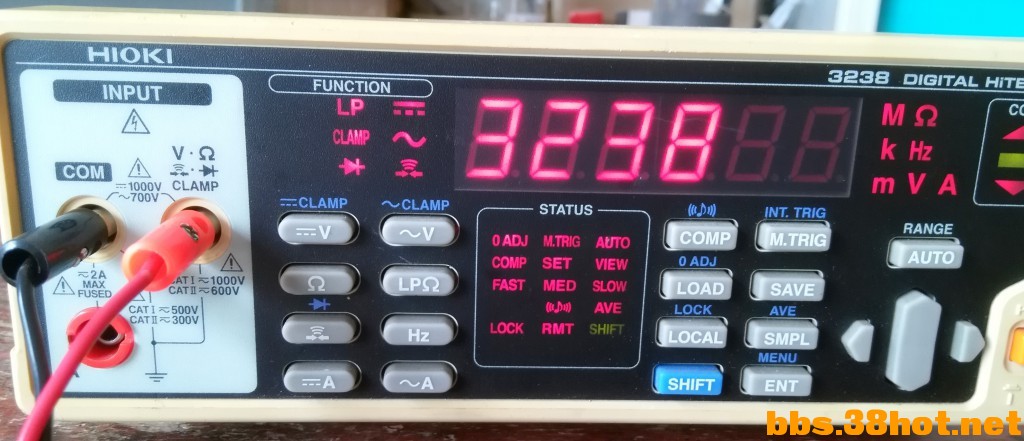 HIOKI
3238 DIGITAL HiTE
INPUT
FUNCTION
LP
CLAMP
3238
M Ω
k Hz
m V A
COM
V · Ω
CLAMP
⎓ 1000V
~ 700V
≂ 2A
MAX
FUSED
CAT I ≂ 1000V
CAT II ≂ 600V
CAT I ≂ 500V
CAT II ≂ 300V
⎓CLAMP
~CLAMP
⎓V
~V
Ω
LPΩ
Hz
⎓A
~A
STATUS
0 ADJ M.TRIG AUTO
COMP SET VIEW
FAST MED SLOW
AVE
LOCK RMT SHIFT
INT. TRIG
COMP
M.TRIG
0 ADJ
LOAD
SAVE
LOCK
AVE
LOCAL
SMPL
MENU
SHIFT
ENT
RANGE
AUTO
CO
bbs.38hot.net